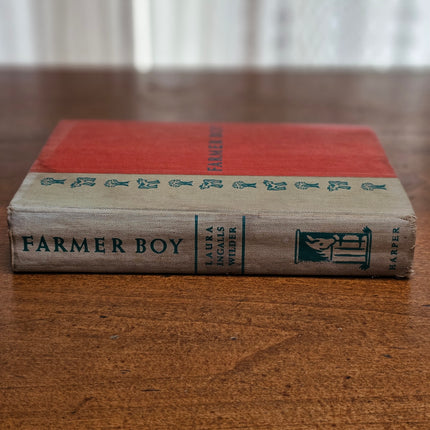 FARMER BOY
FARMER BOY
LAURA
INGALLS
WILDER
HARPER